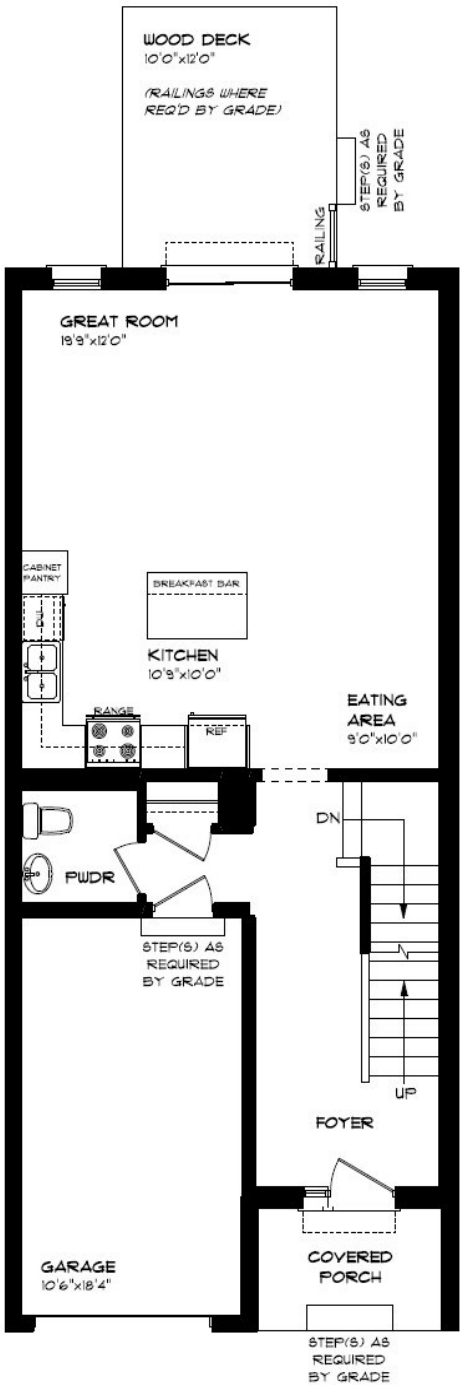 WOOD DECK
10'0"x12'0"
(RAILINGS WHERE
REQ'D BY GRADE)
STEP(S) AS
REQUIRED
BY GRADE
RAILING
GREAT ROOM
19'9"x12'0"
CABINET
PANTRY
DW
BREAKFAST BAR
KITCHEN
10'9"x10'0"
RANGE
REF
EATING
AREA
9'0"x10'0"
DN
PWDR
STEP(S) AS
REQUIRED
BY GRADE
UP
FOYER
GARAGE
10'6"x18'4"
COVERED
PORCH
STEP(S) AS
REQUIRED
BY GRADE